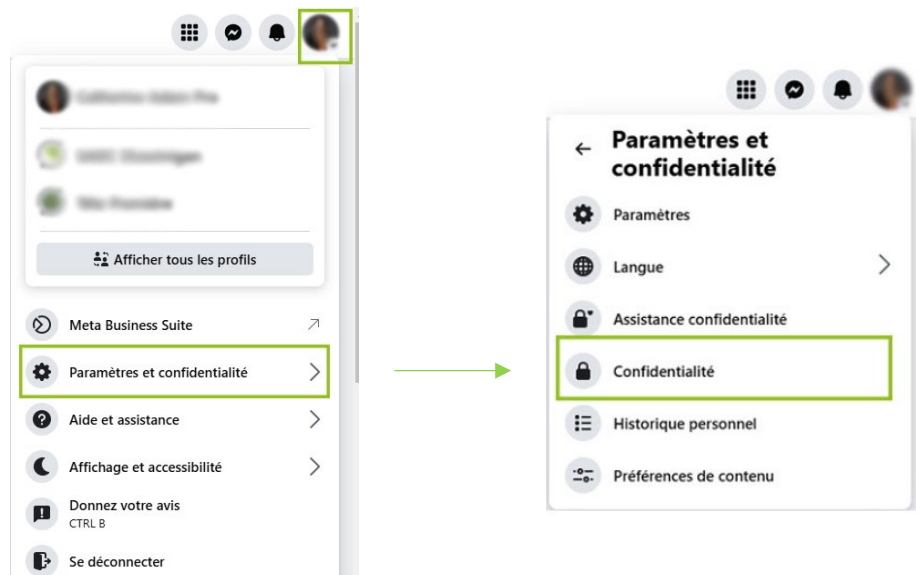 Afficher tous les profils
Meta Business Suite
Paramètres et confidentialité
Aide et assistance
Affichage et accessibilité
Donnez votre avis
CTRL B
Se déconnecter
Paramètres et
confidentialité
Paramètres
Langue
Assistance confidentialité
Confidentialité
Historique personnel
Préférences de contenu